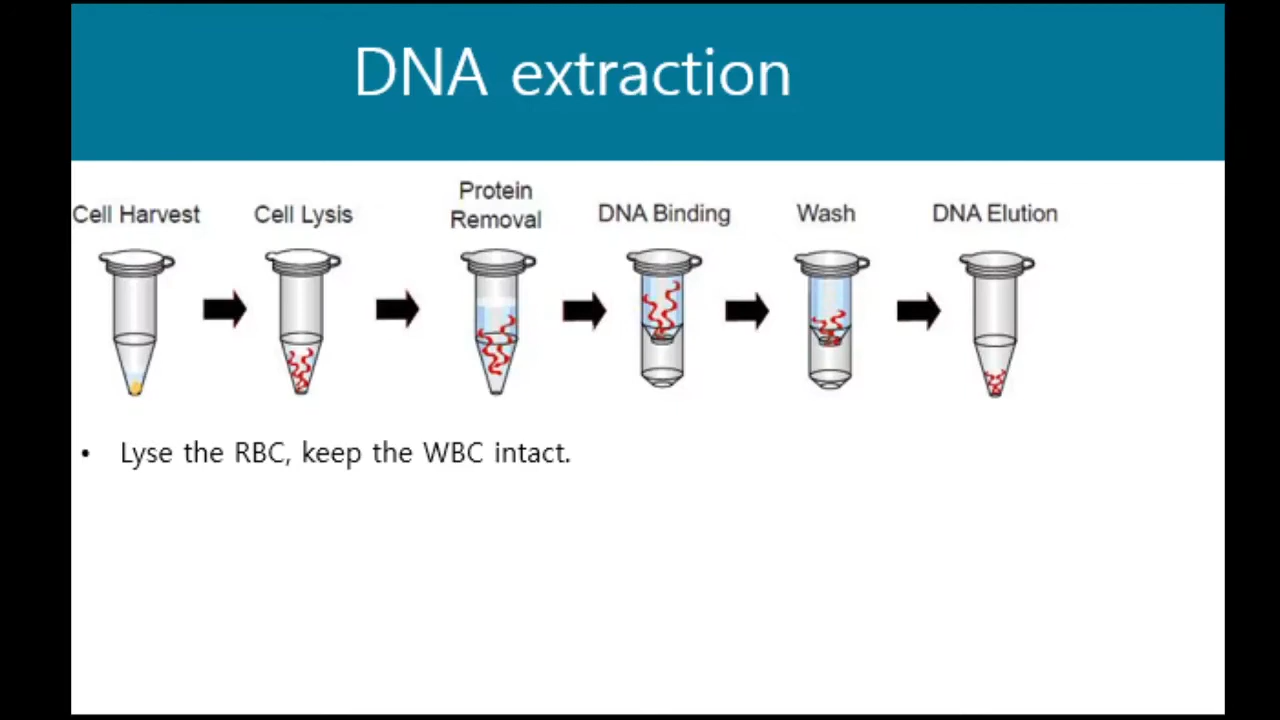 DNA extraction
Cell Harvest
Cell Lysis
Protein
Removal
DNA Binding
Wash
DNA Elution
• Lyse the RBC, keep the WBC intact.